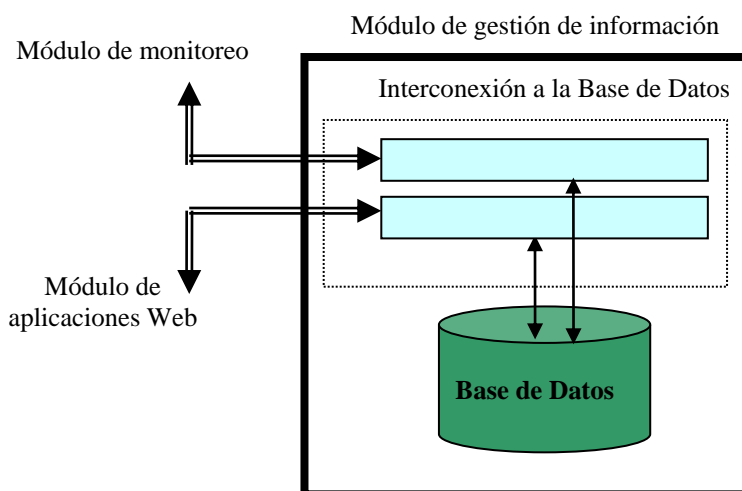 Módulo de gestión de información
Módulo de monitoreo
Interconexión a la Base de Datos
Módulo de
aplicaciones Web
Base de Datos